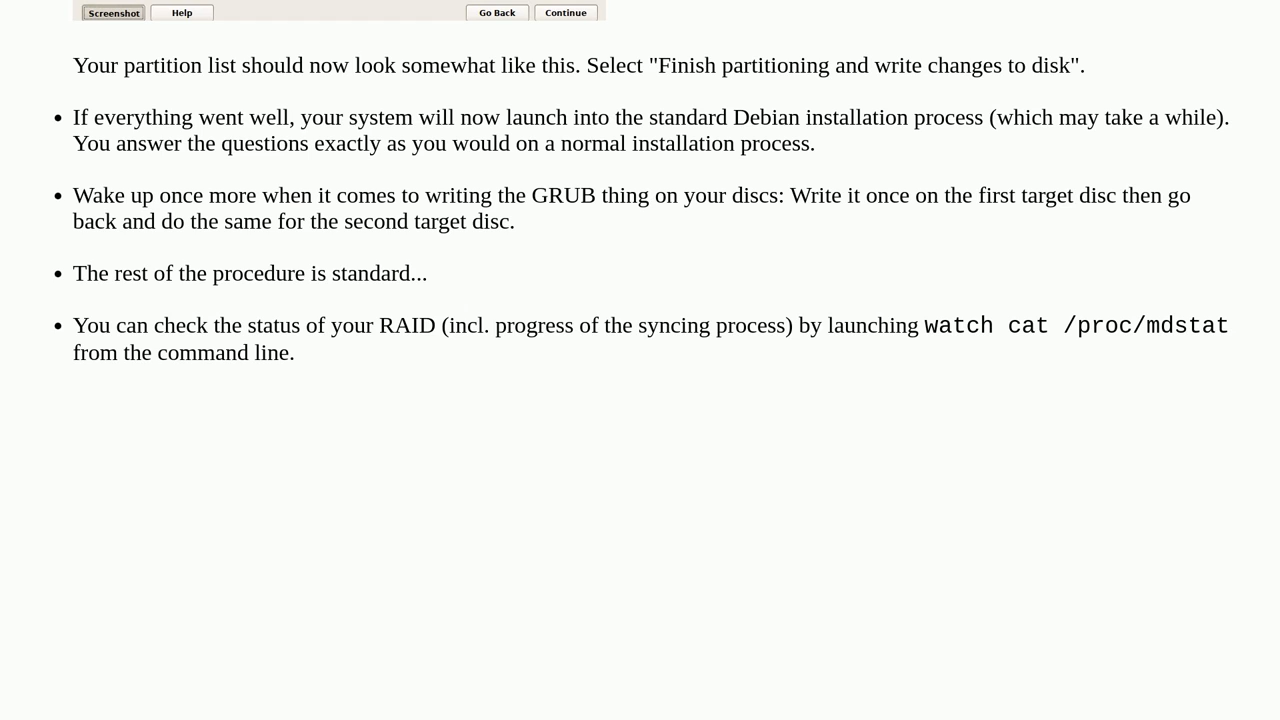 Screenshot Help Go Back Continue
Your partition list should now look somewhat like this. Select "Finish partitioning and write changes to disk".
• If everything went well, your system will now launch into the standard Debian installation process (which may take a while).
You answer the questions exactly as you would on a normal installation process.
• Wake up once more when it comes to writing the GRUB thing on your discs: Write it once on the first target disc then go
back and do the same for the second target disc.
• The rest of the procedure is standard...
• You can check the status of your RAID (incl. progress of the syncing process) by launching watch cat /proc/mdstat
from the command line.